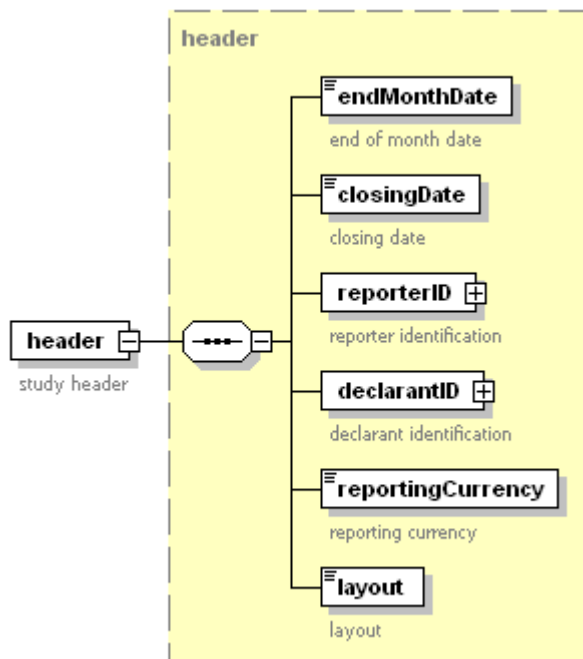 header
endMonthDate
end of month date
closingDate
closing date
reporterID
reporter identification
header
study header
declarantID
declarant identification
reportingCurrency
reporting currency
layout
layout